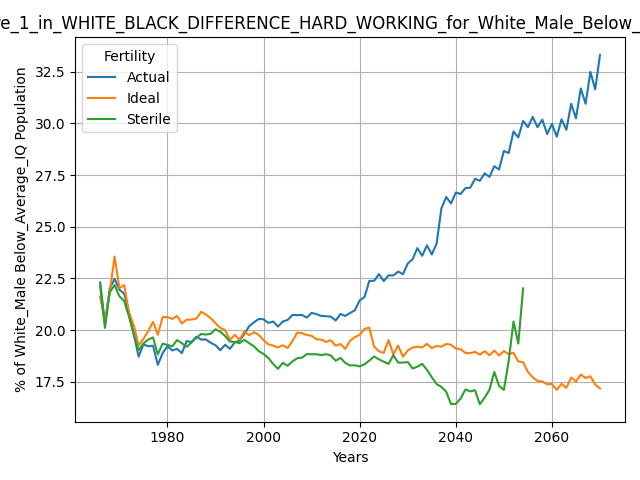 e_1_in_WHITE_BLACK_DIFFERENCE_HARD_WORKING_for_White_Male_Below_
Fertility
Actual
Ideal
Sterile
% of White_Male Below_Average_IQ Population
32.5
30.0
27.5
25.0
22.5
20.0
17.5
1980
2000
2020
2040
2060
Years